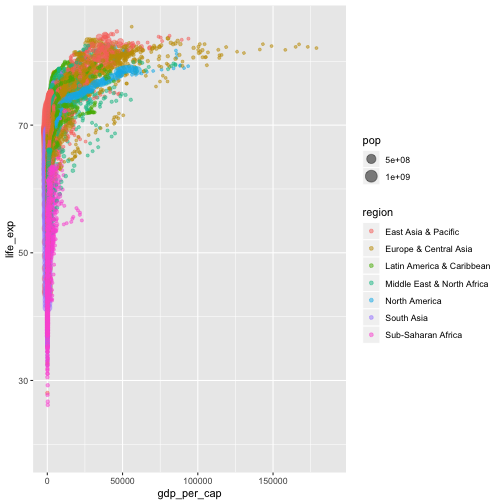 life_exp
70
50
30
0
50000
100000
150000
gdp_per_cap
pop
5e+08
1e+09
region
East Asia & Pacific
Europe & Central Asia
Latin America & Caribbean
Middle East & North Africa
North America
South Asia
Sub-Saharan Africa